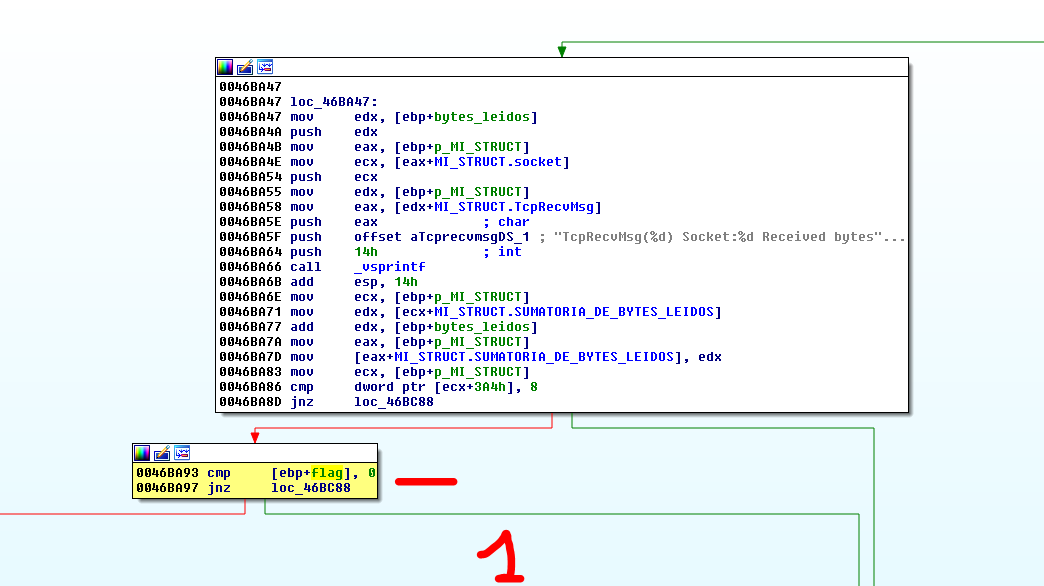 0046BA47
0046BA47 loc_46BA47:
0046BA47 mov     edx, [ebp+bytes_leidos]
0046BA4A push    edx
0046BA4B mov     eax, [ebp+p_MI_STRUCT]
0046BA4E mov     ecx, [eax+MI_STRUCT.socket]
0046BA54 push    ecx
0046BA55 mov     edx, [ebp+p_MI_STRUCT]
0046BA58 mov     eax, [edx+MI_STRUCT.TcpRecvMsg]
0046BA5E push    eax             ; char
0046BA5F push    offset aTcprecvmsgDS_1 ; "TcpRecvMsg(%d) Socket:%d Received bytes"...
0046BA64 push    14h             ; int
0046BA66 call    _vsprintf
0046BA6B add     esp, 14h
0046BA6E mov     ecx, [ebp+p_MI_STRUCT]
0046BA71 mov     edx, [ecx+MI_STRUCT.SUMATORIA_DE_BYTES_LEIDOS]
0046BA77 add     edx, [ebp+bytes_leidos]
0046BA7A mov     eax, [ebp+p_MI_STRUCT]
0046BA7D mov     [eax+MI_STRUCT.SUMATORIA_DE_BYTES_LEIDOS], edx
0046BA83 mov     ecx, [ebp+p_MI_STRUCT]
0046BA86 cmp     dword ptr [ecx+3A4h], 8
0046BA8D jnz     loc_46BC88
0046BA93 cmp     [ebp+flag], 0
0046BA97 jnz     loc_46BC88
1